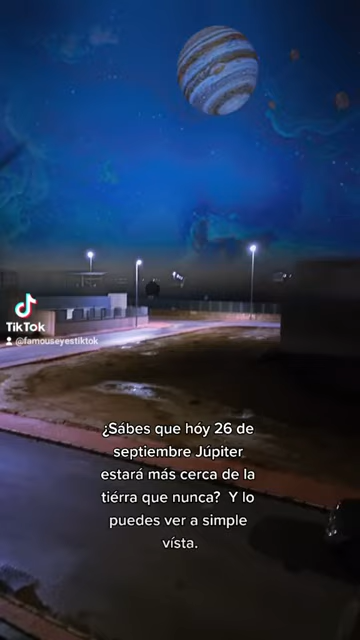 TikTok
@famouseyestiktok
¿Sábes que hóy 26 de
septiembre Júpiter
estará más cerca de la
tiérra que nunca? Y lo
puedes ver a simple
vísta.